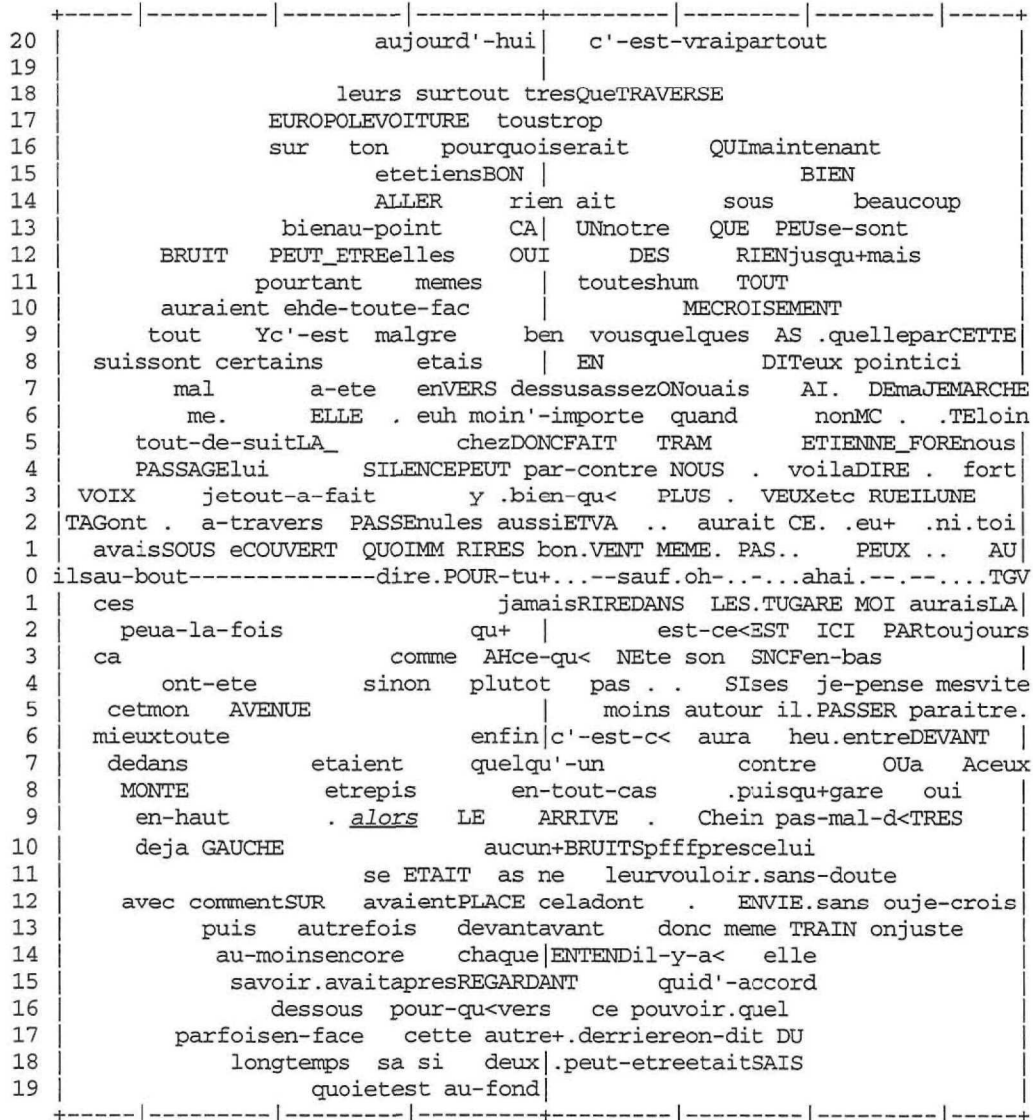 +-----|---------|---------|---------+---------|---------|---------|-----+
20 | aujourd'-hui| c'-est-vraipartout
19 | |
18 | leurs surtout tresQueTRAVERSE
17 | EUROPOLEVOITURE toustrop
16 | sur ton pourquoiserait QUImaintenant
15 | etetiensBON | BIEN
14 | ALLER rien ait sous beaucoup |
13 | bienau-point CA| UNnotre QUE PEUse-sont |
12 | BRUIT PEUT_ETREelles OUI DES RIENjusqu+mais |
11 | pourtant memes | touteshum TOUT |
10 | auraient ehde-toute-fac | MECROISEMENT |
9 | tout Yc'-est malgre ben vousquelques AS .quelleparCETTE|
8 | suissont certains etais | EN DITeux pointici |
7 | mal a-ete enVERS dessusassezONouais AI. DEmaJEMARCHE
6 | me. ELLE . euh moin'-importe quand nonMC . .TEloin
5 | tout-de-suitLA_ chezDONCFAIT TRAM ETIENNE_FOREnous|
4 | PASSAGElui SILENCEPEUT par-contre NOUS . voilaDIRE . fort|
3 | VOIX jetout-a-fait y .bien-qu< PLUS . VEUXetc RUEILUNE |
2 |TAGont . a-travers PASSEnules aussiETVA .. aurait CE. .eu+ .ni.toi|
1 | avaisSOUS eCOUVERT QUOIMM RIRES bon.VENT MEME. PAS.. PEUX .. AU|
0 ilsau-bout--------------dire.POUR-tu+...--sauf.oh-..-...ahai.--.--....TGV
1 | ces jamaisRIREDANS LES.TUGARE MOI auraisLA|
2 | peua-la-fois qu+ | est-ce<EST ICI PARtoujours
3 | ca comme AHce-qu< NEte son SNCFen-bas |
4 | ont-ete sinon plutot pas . . SIses je-pense mesvite
5 | cetmon AVENUE | moins autour il.PASSER paraitre.
6 | mieuxtoute enfin|c'-est-c< aura heu.entreDEVANT |
7 | dedans etaient quelqu'-un contre OUa Aceux
8 | MONTE etrepis en-tout-cas .puisqu+gare oui |
9 | en-haut . alors LE ARRIVE . Chein pas-mal-d<TRES |
10 | deja GAUCHE aucun+BRUITSpfffprescelui |
11 | se ETAIT as ne leurvouloir.sans-doute |
12 | avec commentSUR avaientPLACE celadont . ENVIE.sans ouje-crois|
13 | puis autrefois devantavant donc meme TRAIN onjuste |
14 | au-moinsencore chaque|ENTENDil-y-a< elle |
15 | savoir.avaitapresREGARDANT quid'-accord |
16 | dessous pour-qu<vers ce pouvoir.quel |
17 | parfoisen-face cette autre+.derriereon-dit DU |
18 | longtemps sa si deux|.peut-etreetaitSAIS |
19 | quoietest au-fond| |
+-----|---------|---------|---------+---------|---------|---------|-----+